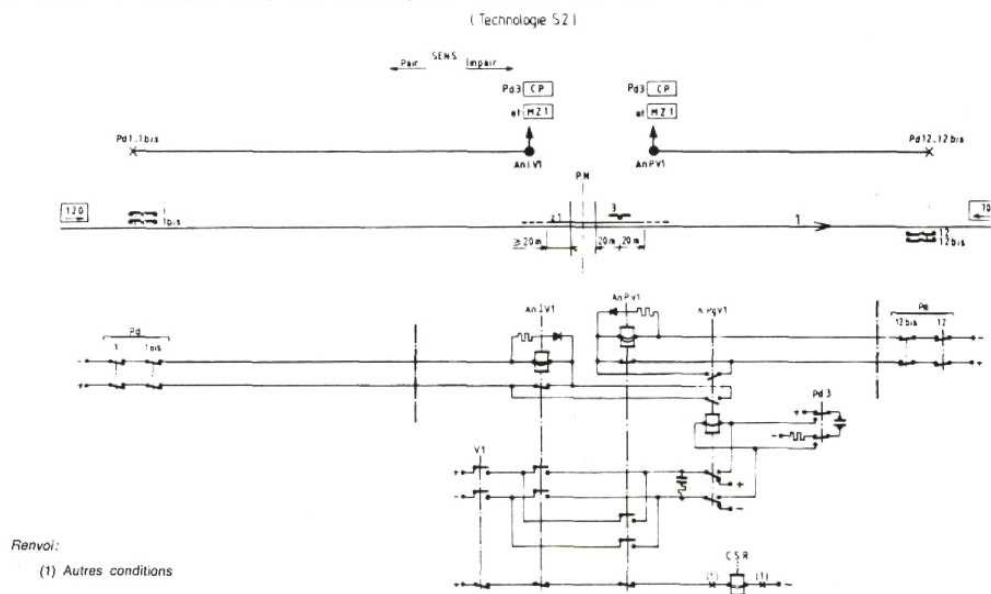 ( Technologie S2 )
SENS
Pair Impair
Pd3 CP Pd3 CP
et MZ1 et MZ1
Pd1.1bis Pd12.12bis
AnIV1 AnPV1
PN
120 1bis 3 1 70
12
12bis
≥20m 20m 20m
AnIV1 AnPV1
Pd 1 1bis
12bis 12
Pd3
V1
Renvoi:
(1) Autres conditions
CSR
(1) (1)